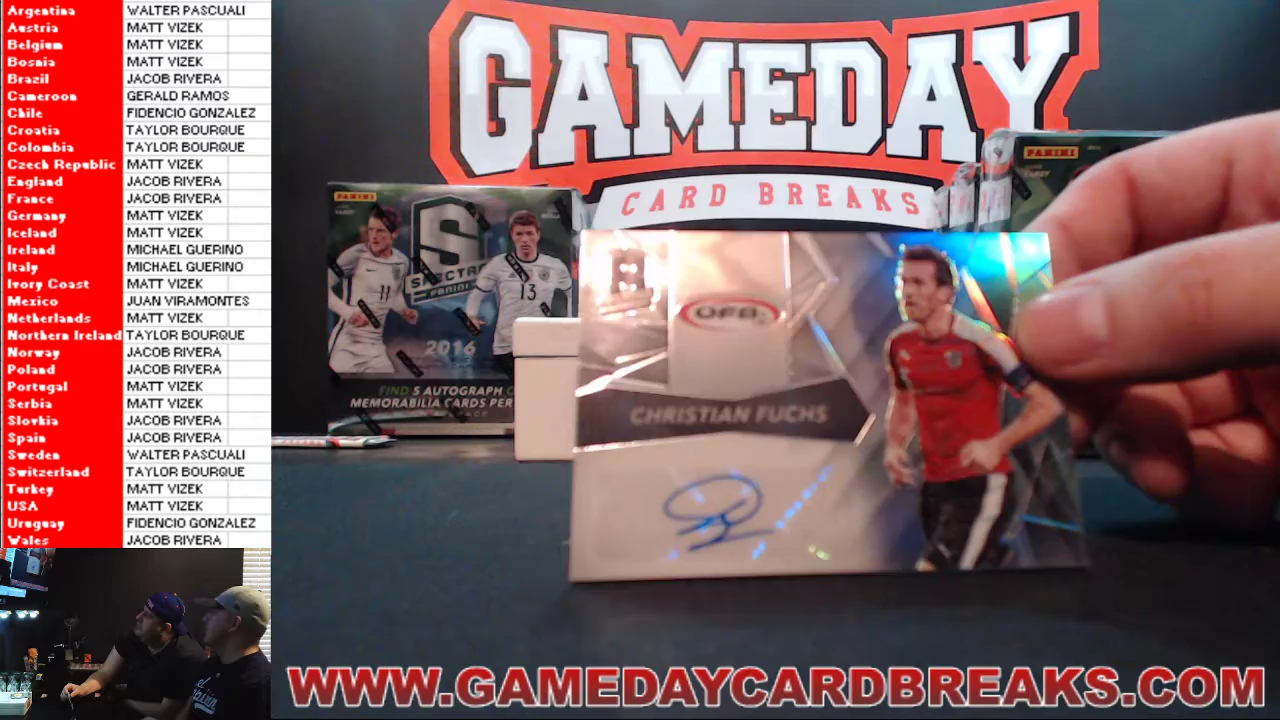 Argentina WALTER PASCUALI
Austria MATT VIZEK
Belgium MATT VIZEK
Bosnia MATT VIZEK
Brazil JACOB RIVERA
Cameroon GERALD RAMOS
Chile FIDENCIO GONZALEZ
Croatia TAYLOR BOURQUE
Colombia TAYLOR BOURQUE
Czech Republic MATT VIZEK
England JACOB RIVERA
France JACOB RIVERA
Germany MATT VIZEK
Iceland MATT VIZEK
Ireland MICHAEL GUERINO
Italy MICHAEL GUERINO
Ivory Coast MATT VIZEK
Mexico JUAN VIRAMONTES
Netherlands MATT VIZEK
Northern Ireland TAYLOR BOURQUE
Norway JACOB RIVERA
Poland JACOB RIVERA
Portugal MATT VIZEK
Serbia MATT VIZEK
Slovkia JACOB RIVERA
Spain JACOB RIVERA
Sweden WALTER PASCUALI
Switzerland TAYLOR BOURQUE
Turkey MATT VIZEK
USA MATT VIZEK
Uruguay FIDENCIO GONZALEZ
Wales JACOB RIVERA
GAMEDAY
CARD BREAKS
PANINI
PANINI
S
SPECTRA
PANINI
11
13
2016
FIND 5 AUTOGRAPH
MEMORABILIA CARDS PER
ÖFB
CHRISTIAN FUCHS
WWW.GAMEDAYCARDBREAKS.COM